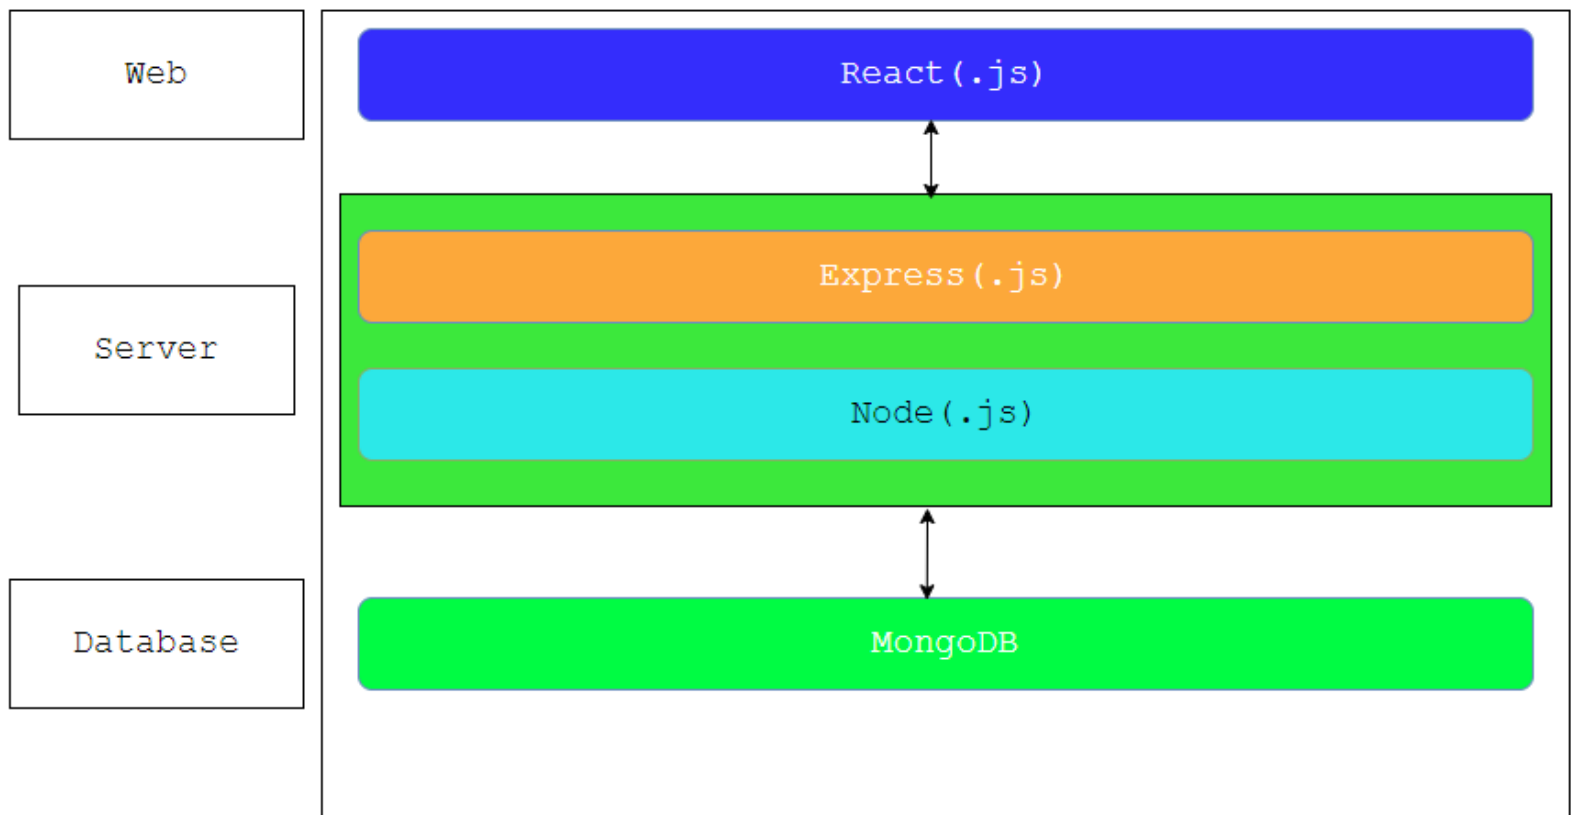 Web
React(.js)
Express(.js)
Server
Node(.js)
Database
MongoDB